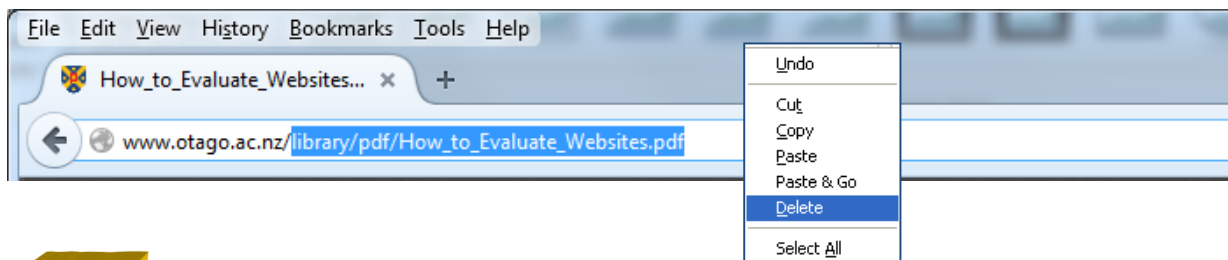 File Edit View History Bookmarks Tools Help
How_to_Evaluate_Websites... × +
www.otago.ac.nz/library/pdf/How_to_Evaluate_Websites.pdf
Undo
Cut
Copy
Paste
Paste & Go
Delete
Select All